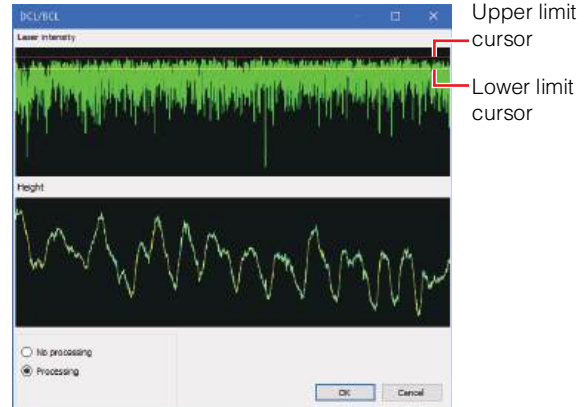 DCL/BCL
Laser intensity
Upper limit
cursor
Lower limit
cursor
Height
No processing
Processing
OK
Cancel